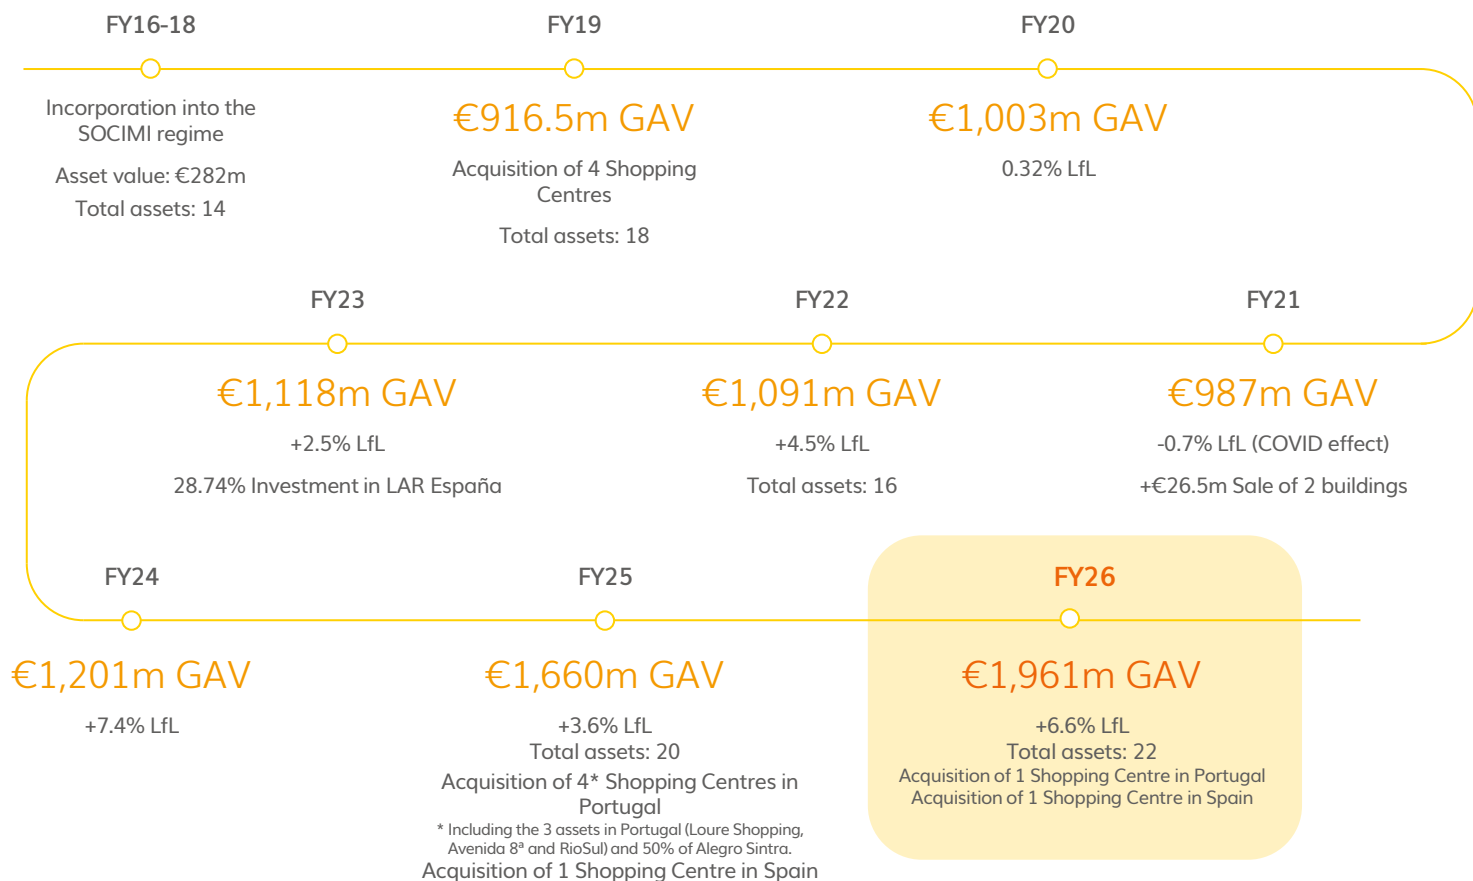 FY16-18
Incorporation into the
SOCIMI regime
Asset value: €282m
Total assets: 14
FY19
€916.5m GAV
Acquisition of 4 Shopping
Centres
Total assets: 18
FY20
€1,003m GAV
0.32% LfL
FY23
€1,118m GAV
+2.5% LfL
28.74% Investment in LAR España
FY22
€1,091m GAV
+4.5% LfL
Total assets: 16
FY21
€987m GAV
-0.7% LfL (COVID effect)
+€26.5m Sale of 2 buildings
FY24
€1,201m GAV
+7.4% LfL
FY25
€1,660m GAV
+3.6% LfL
Total assets: 20
Acquisition of 4* Shopping Centres in
Portugal
* Including the 3 assets in Portugal (Loure Shopping,
Avenida 8ª and RioSul) and 50% of Alegro Sintra.
Acquisition of 1 Shopping Centre in Spain
FY26
€1,961m GAV
+6.6% LfL
Total assets: 22
Acquisition of 1 Shopping Centre in Portugal
Acquisition of 1 Shopping Centre in Spain